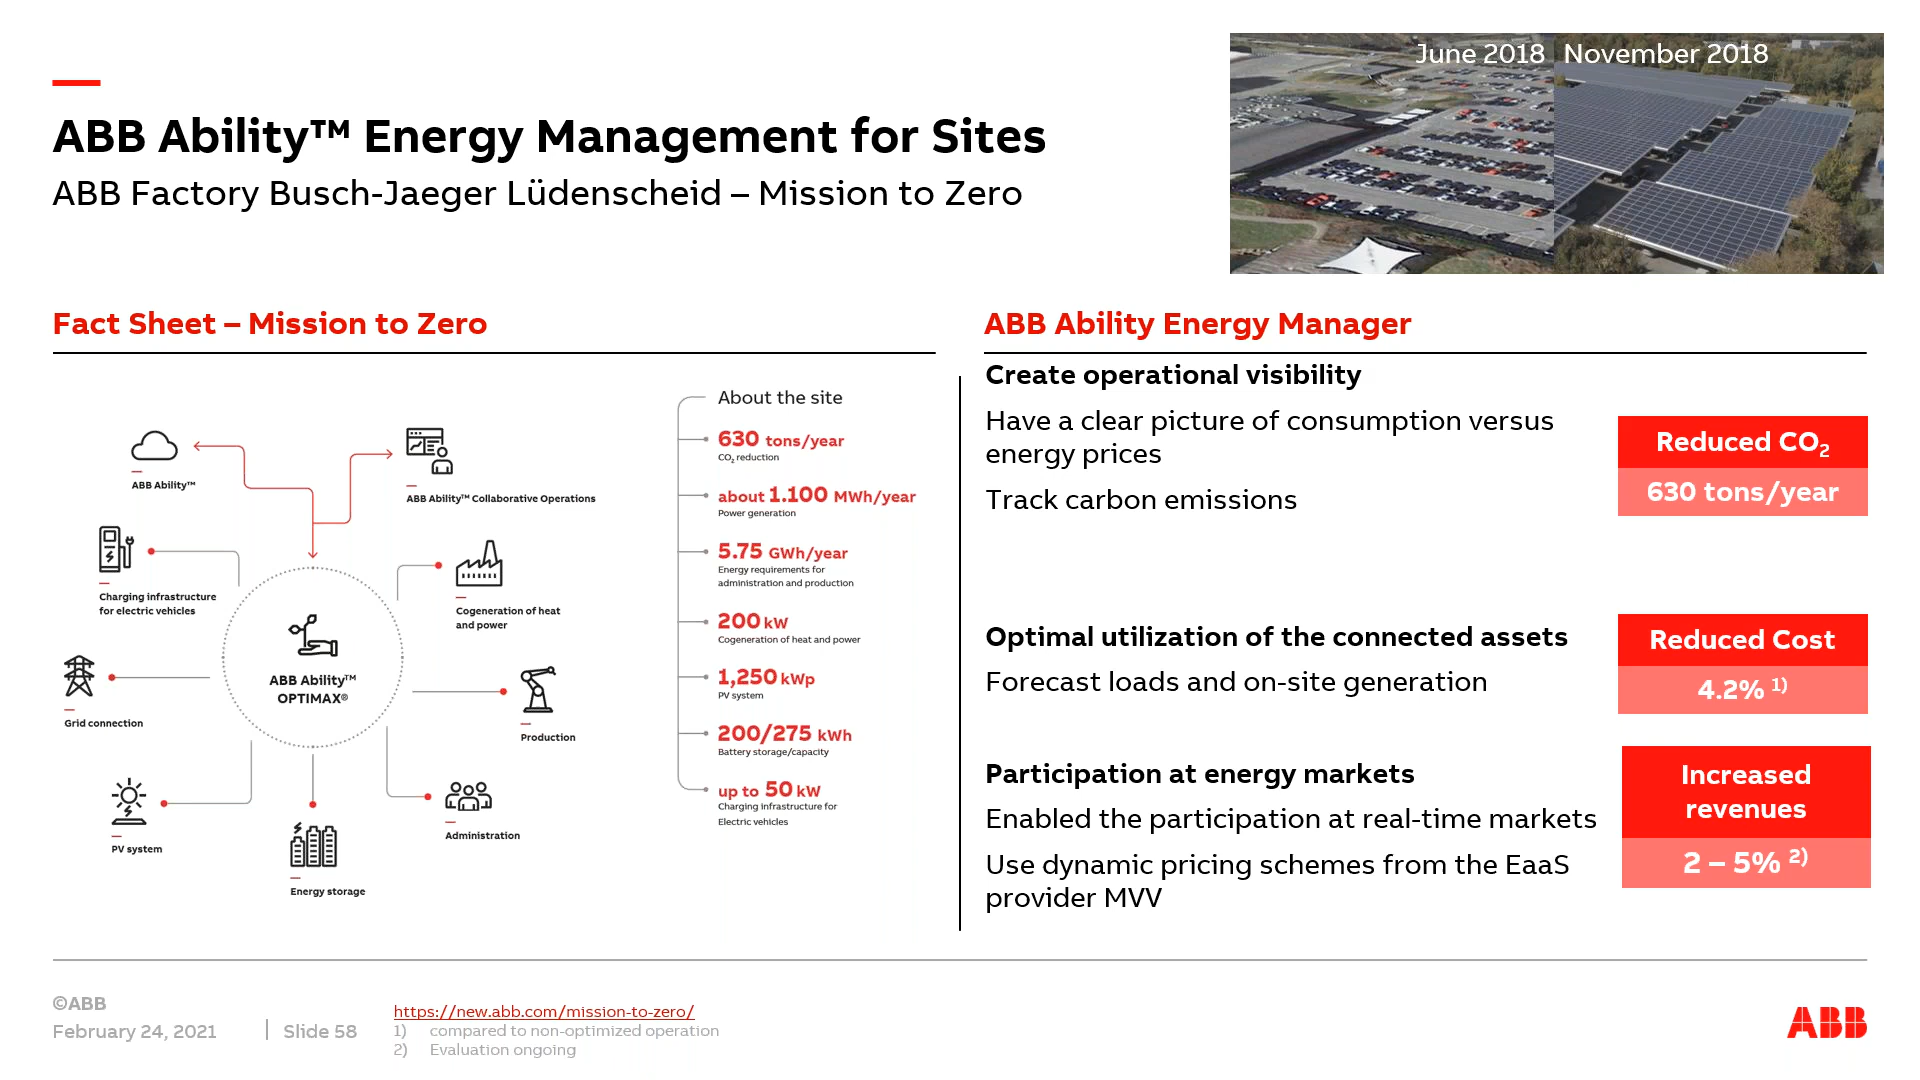 June 2018 November 2018
ABB Ability™ Energy Management for Sites
ABB Factory Busch-Jaeger Lüdenscheid – Mission to Zero
Fact Sheet – Mission to Zero
ABB Ability™
ABB Ability™ Collaborative Operations
Charging infrastructure
for electric vehicles
Cogeneration of heat
and power
ABB Ability™
OPTIMAX®
Grid connection
Production
PV system
Administration
Energy storage
About the site
630 tons/year
CO₂ reduction
about 1.100 MWh/year
Power generation
5.75 GWh/year
Energy requirements for
administration and production
200 kW
Cogeneration of heat and power
1,250 kWp
PV system
200/275 kWh
Battery storage/capacity
up to 50 kW
Charging infrastructure for
Electric vehicles
ABB Ability Energy Manager
Create operational visibility
Have a clear picture of consumption versus
energy prices
Track carbon emissions
Reduced CO₂
630 tons/year
Optimal utilization of the connected assets
Forecast loads and on-site generation
Reduced Cost
4.2% 1)
Participation at energy markets
Enabled the participation at real-time markets
Use dynamic pricing schemes from the EaaS
provider MVV
Increased
revenues
2 – 5% 2)
©ABB
February 24, 2021 | Slide 58
https://new.abb.com/mission-to-zero/
1) compared to non-optimized operation
2) Evaluation ongoing
ABB